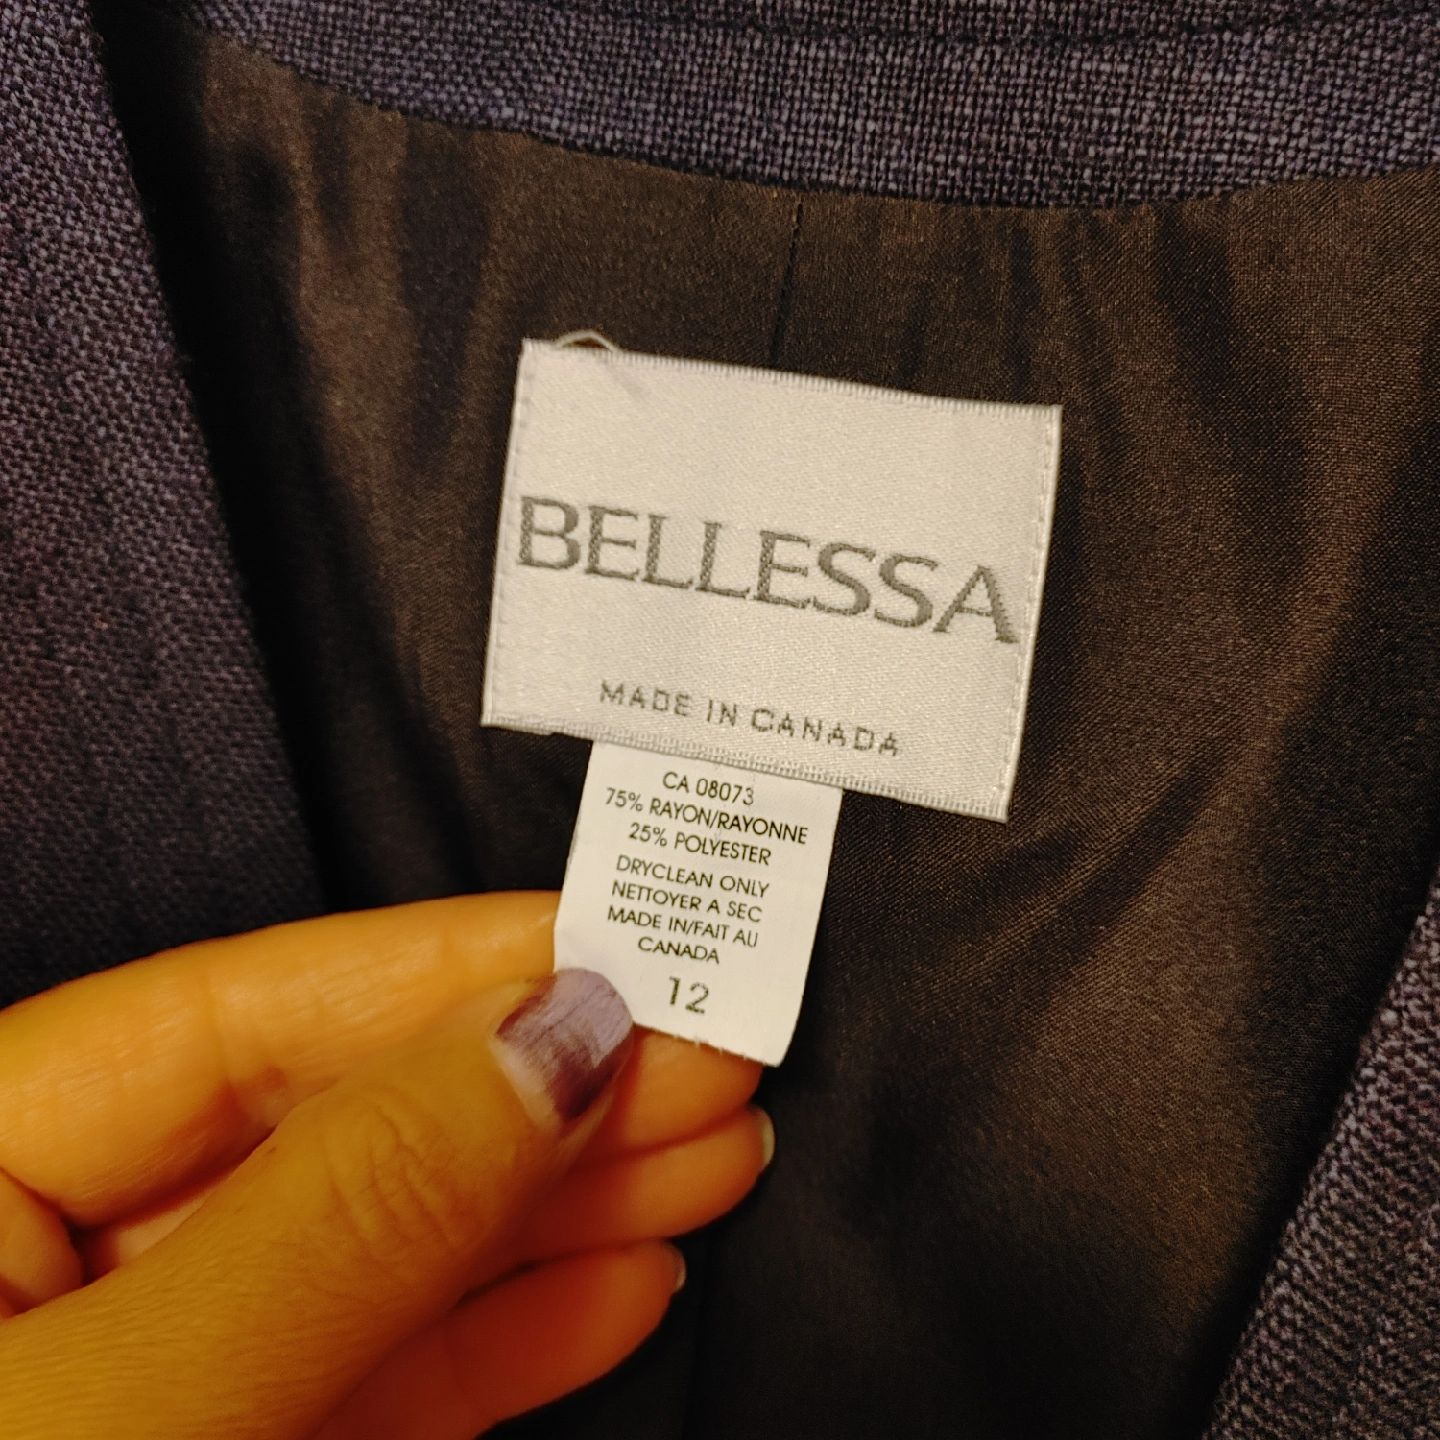 BELLESSA
MADE IN CANADA
CA 08073
75% RAYON/RAYONNE
25% POLYESTER
DRYCLEAN ONLY
NETTOYER A SEC
MADE IN/FAIT AU
CANADA
12